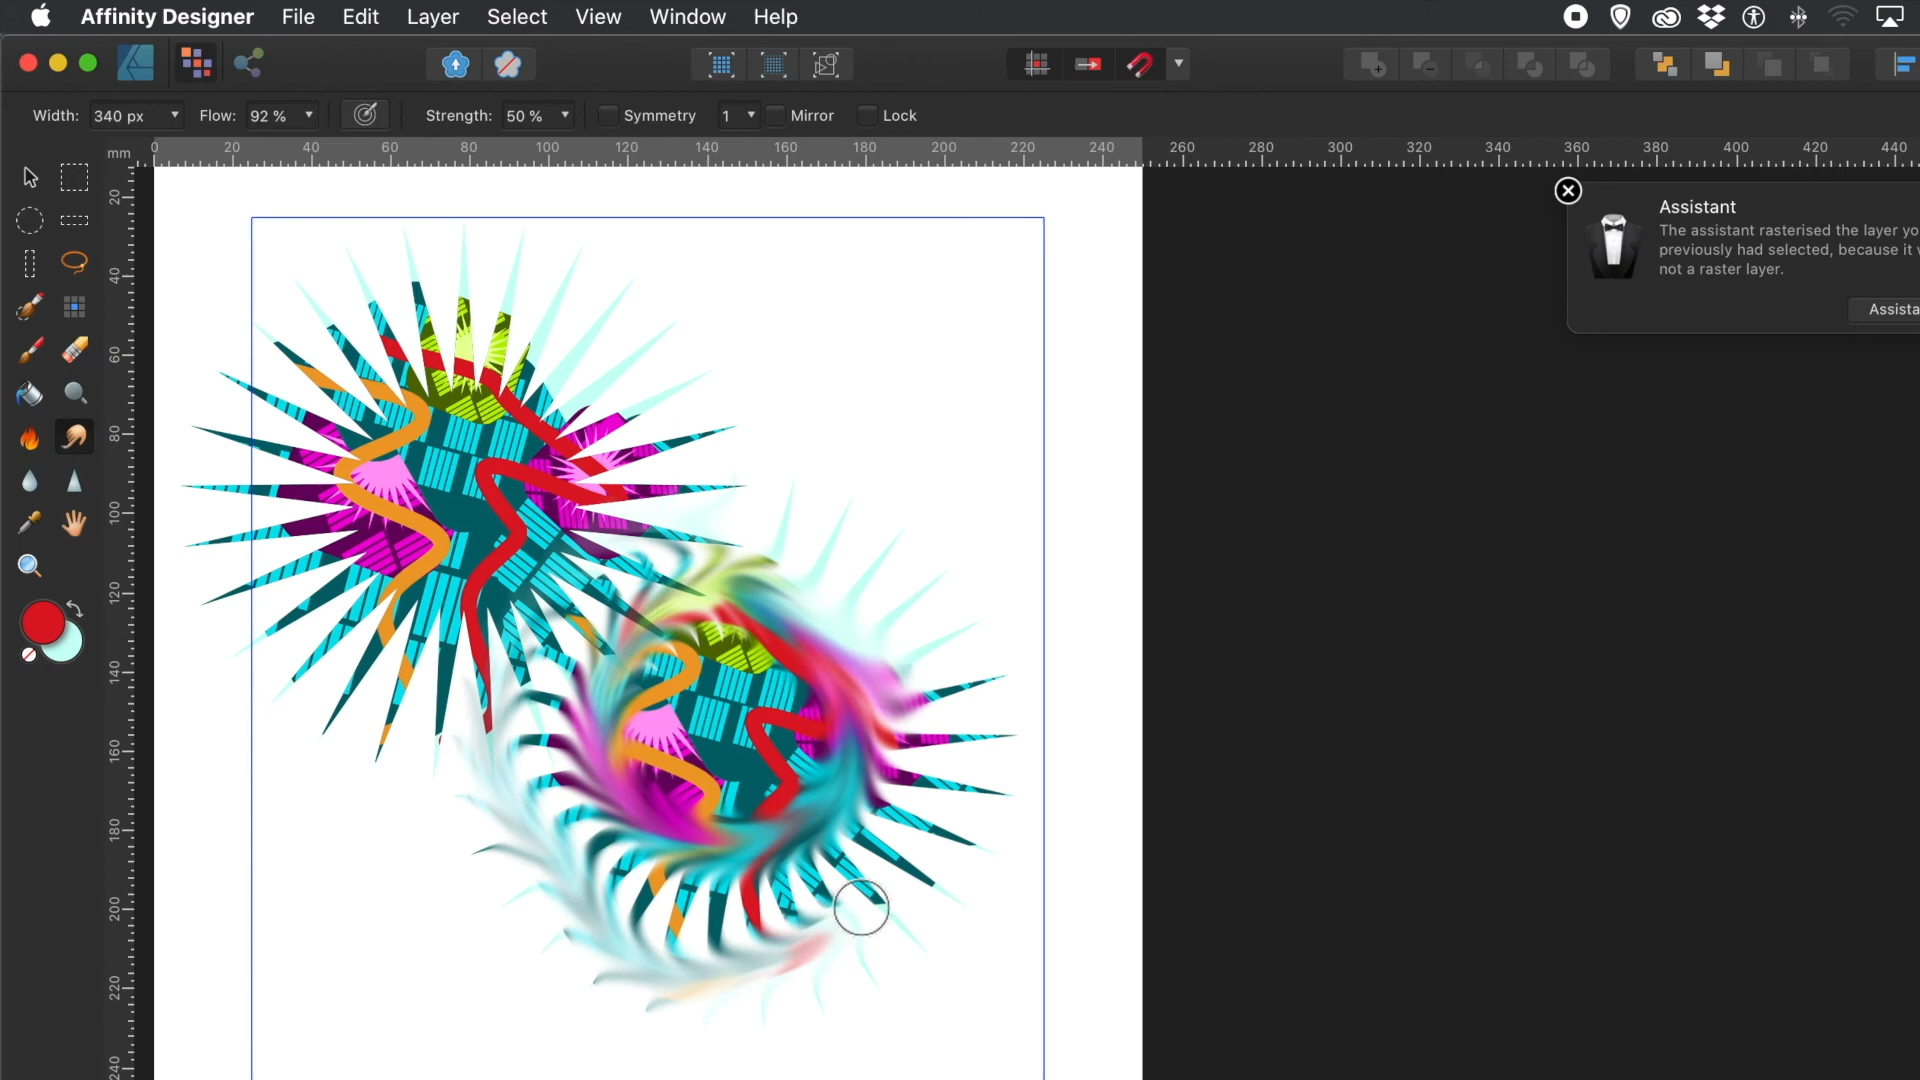 Affinity Designer File Edit Layer Select View Window Help
Width: 340 px Flow: 92 % Strength: 50 % Symmetry 1 Mirror Lock
mm 0 20 40 60 80 100 120 140 160 180 200 220 240 260 280 300 320 340 360 380 400 420 440
20
40
60
80
100
120
140
160
180
200
220
240
Assistant
The assistant rasterised the layer yo
previously had selected, because it w
not a raster layer.
Assista